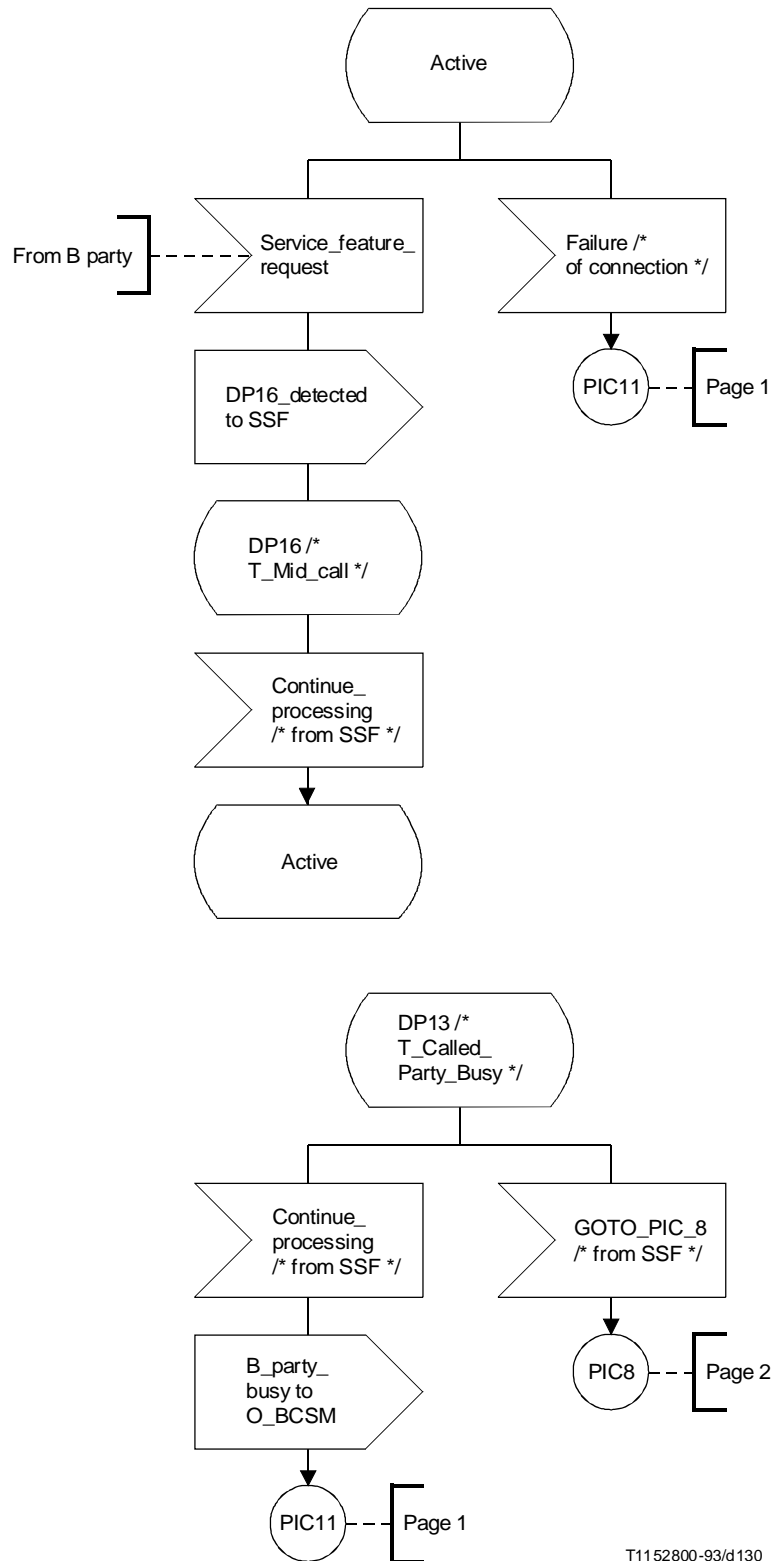 Active
From B party
Service_feature_
request
Failure /*
of connection */
DP16_detected
to SSF
PIC11
Page 1
DP16 /*
T_Mid_call */
Continue_
processing
/* from SSF */
Active
DP13 /*
T_Called_
Party_Busy */
Continue_
processing
/* from SSF */
GOTO_PIC_8
/* from SSF */
B_party_
busy to
O_BCSM
PIC8
Page 2
PIC11
Page 1
T1152800-93/d130